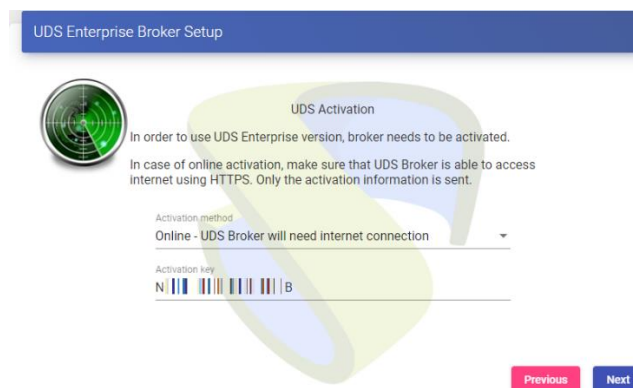 UDS Enterprise Broker Setup
UDS Activation
In order to use UDS Enterprise version, broker needs to be activated.
In case of online activation, make sure that UDS Broker is able to access
internet using HTTPS. Only the activation information is sent.
Activation method
Online - UDS Broker will need internet connection
Activation key
N B
Previous
Next